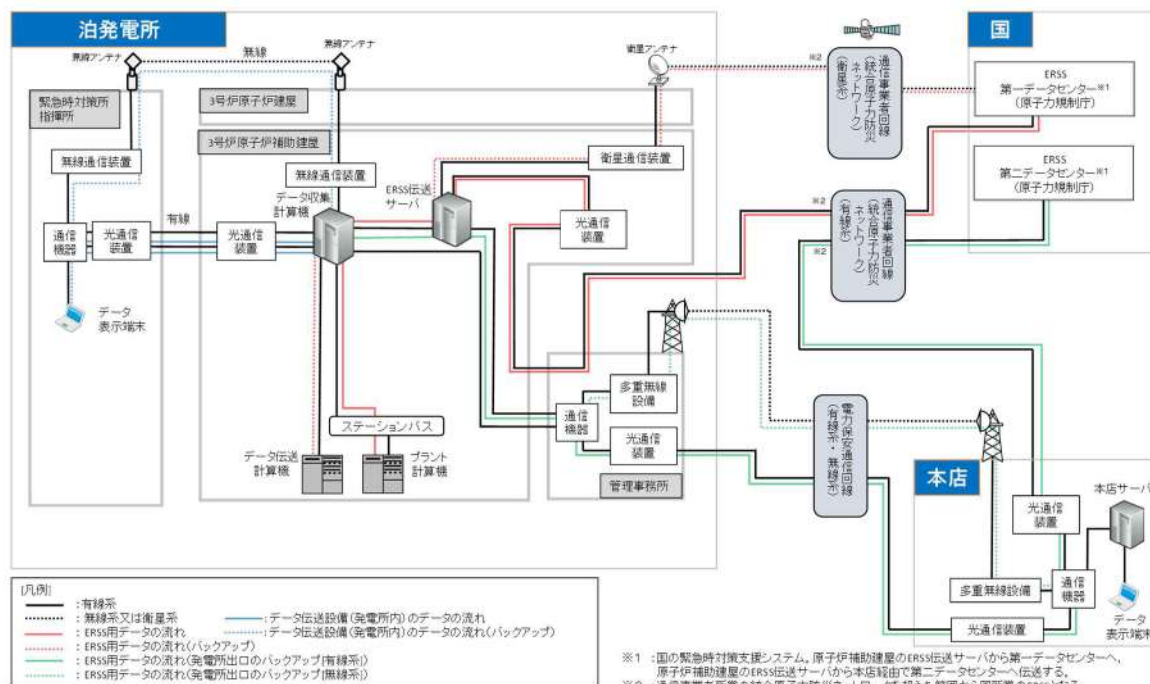 泊発電所
無線アンテナ
無線
無線アンテナ
衛星アンテナ
※2
通信事業者回線
(統合原子力防災
ネットワーク)
(衛星系)
国
ERSS
第一データセンター※1
(原子力規制庁)
緊急時対策所
指揮所
3号炉原子炉建屋
3号炉原子炉補助建屋
無線通信装置
無線通信装置
衛星通信装置
ERSS
第二データセンター※1
(原子力規制庁)
データ収集
計算機
ERSS伝送
サーバ
有線
通信
機器
光通信
装置
光通信
装置
光通信
装置
※2
※2
通信事業者回線
(統合原子力防災
ネットワーク)
(有線系)
データ
表示端末
多重無線
設備
通信
機器
光通信
装置
管理事務所
ステーションバス
データ伝送
計算機
プラント
計算機
電力保安通信回線
(有線系・無線系)
本店
本店サーバ
光通信
装置
多重無線設備
通信
機器
光通信装置
データ
表示端末
[凡例]
:有線系
:無線系又は衛星系
:データ伝送設備(発電所内)のデータの流れ
:ERSS用データの流れ
:データ伝送設備(発電所内)のデータの流れ(バックアップ)
:ERSS用データの流れ(バックアップ)
:ERSS用データの流れ(発電所出口のバックアップ[有線系])
:ERSS用データの流れ(発電所出口のバックアップ[無線系])
※1 :国の緊急時対策支援システム。原子炉補助建屋のERSS伝送サーバから第一データセンターへ、
原子炉補助建屋のERSS伝送サーバから本店経由で第二データセンターへ伝送する。